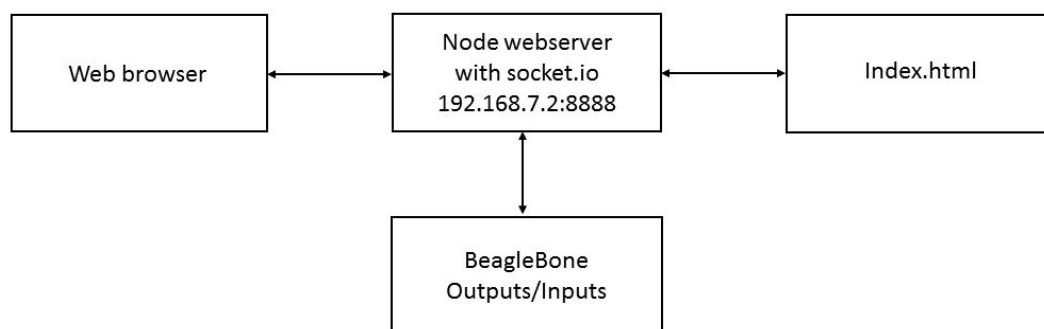 Web browser
Node webserver
with socket.io
192.168.7.2:8888
Index.html
BeagleBone
Outputs/Inputs